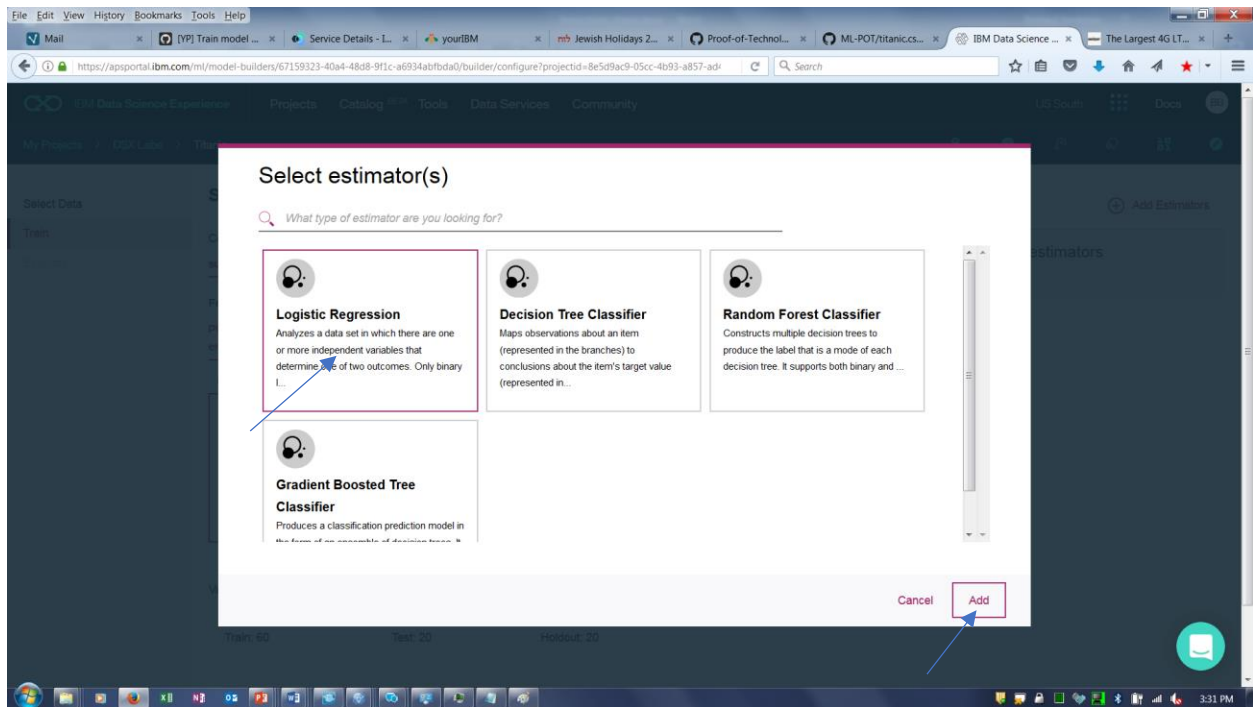 File Edit View History Bookmarks Tools Help
Mail
[YP] Train model ...
Service Details - I...
yourIBM
Jewish Holidays 2...
Proof-of-Technol...
ML-POT/titanic.cs...
IBM Data Science ...
The Largest 4G LT...
https://apsportal.ibm.com/ml/model-builders/67159323-40a4-48d8-9f1c-a6934abfbda0/builder/configure?projectid=8e5d9ac9-05cc-4b93-a857-ad
Search
IBM Data Science Experience Projects Catalog Tools Data Services Community US South Docs
My Projects > DSX Labs >
Select Data
Train
Add Estimators
estimators
Select estimator(s)
What type of estimator are you looking for?
Logistic Regression
Analyzes a data set in which there are one
or more independent variables that
determine one of two outcomes. Only binary
l...
Decision Tree Classifier
Maps observations about an item
(represented in the branches) to
conclusions about the item's target value
(represented in...
Random Forest Classifier
Constructs multiple decision trees to
produce the label that is a mode of each
decision tree. It supports both binary and ...
Gradient Boosted Tree
Classifier
Produces a classification prediction model in
the form of an ensemble of decision trees. It
Cancel Add
Train: 60 Test: 20 Holdout: 20
3:31 PM